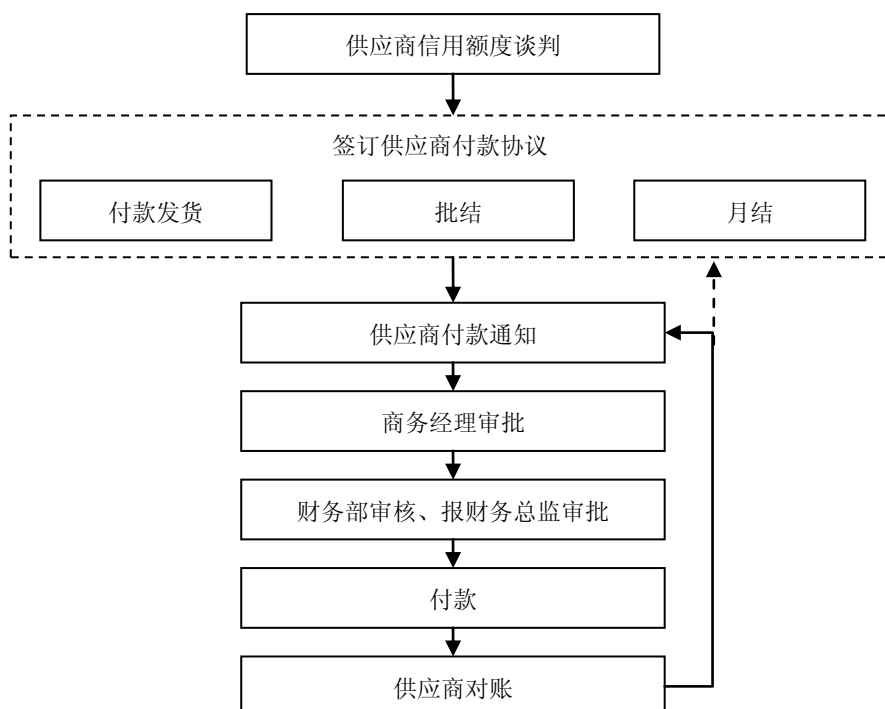 供应商信用额度谈判
签订供应商付款协议
付款发货
批结
月结
供应商付款通知
商务经理审批
财务部审核、报财务总监审批
付款
供应商对账